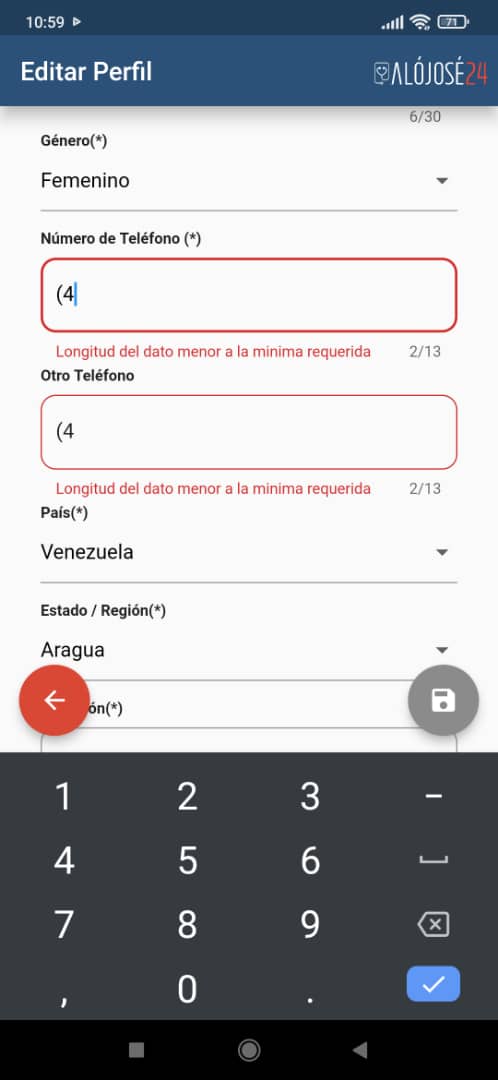 10:59
71
Editar Perfil
ALÓJOSÉ24
6/30
Género(*)
Femenino
Número de Teléfono (*)
(4
Longitud del dato menor a la minima requerida 2/13
Otro Teléfono
(4
Longitud del dato menor a la minima requerida 2/13
País(*)
Venezuela
Estado / Región(*)
Aragua
ón(*)
1 2 3 −
4 5 6
7 8 9
, 0 .